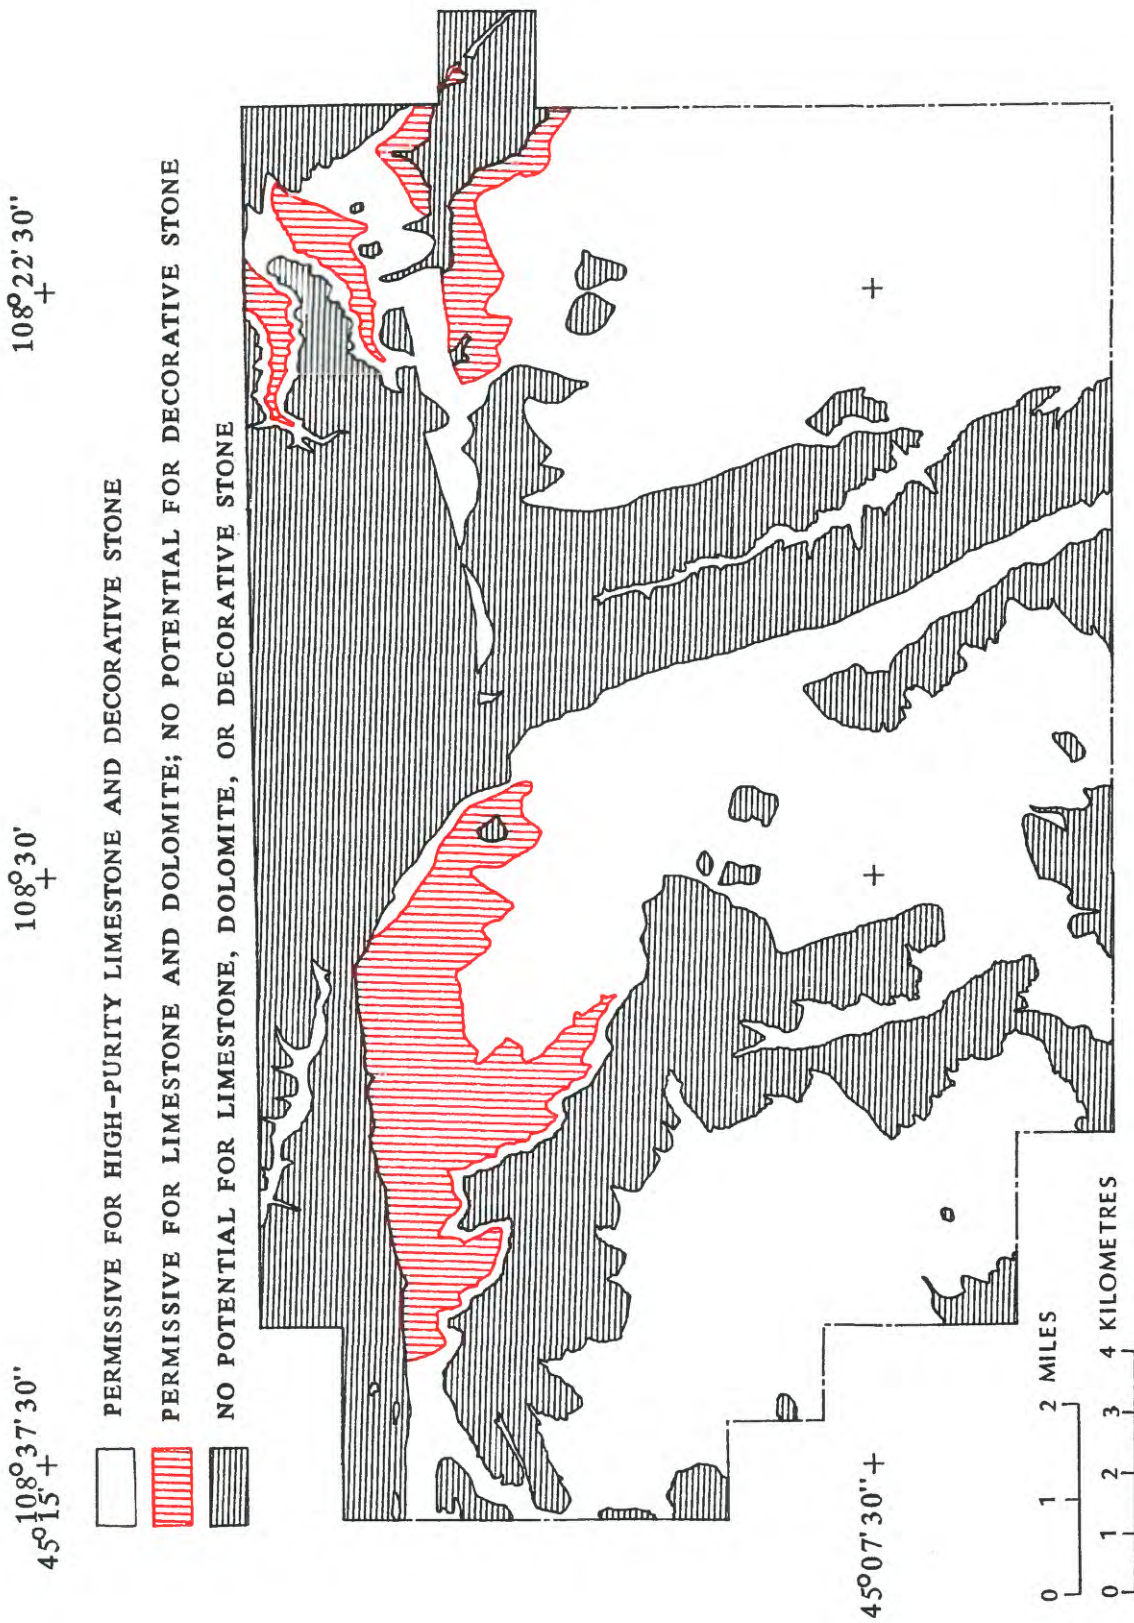 45°15'
108°37'30"
108°30'
108°22'30"
PERMISSIVE FOR HIGH-PURITY LIMESTONE AND DECORATIVE STONE
PERMISSIVE FOR LIMESTONE AND DOLOMITE; NO POTENTIAL FOR DECORATIVE STONE
NO POTENTIAL FOR LIMESTONE, DOLOMITE, OR DECORATIVE STONE
45°07'30"
0 1 2 MILES
0 1 2 3 4 KILOMETRES